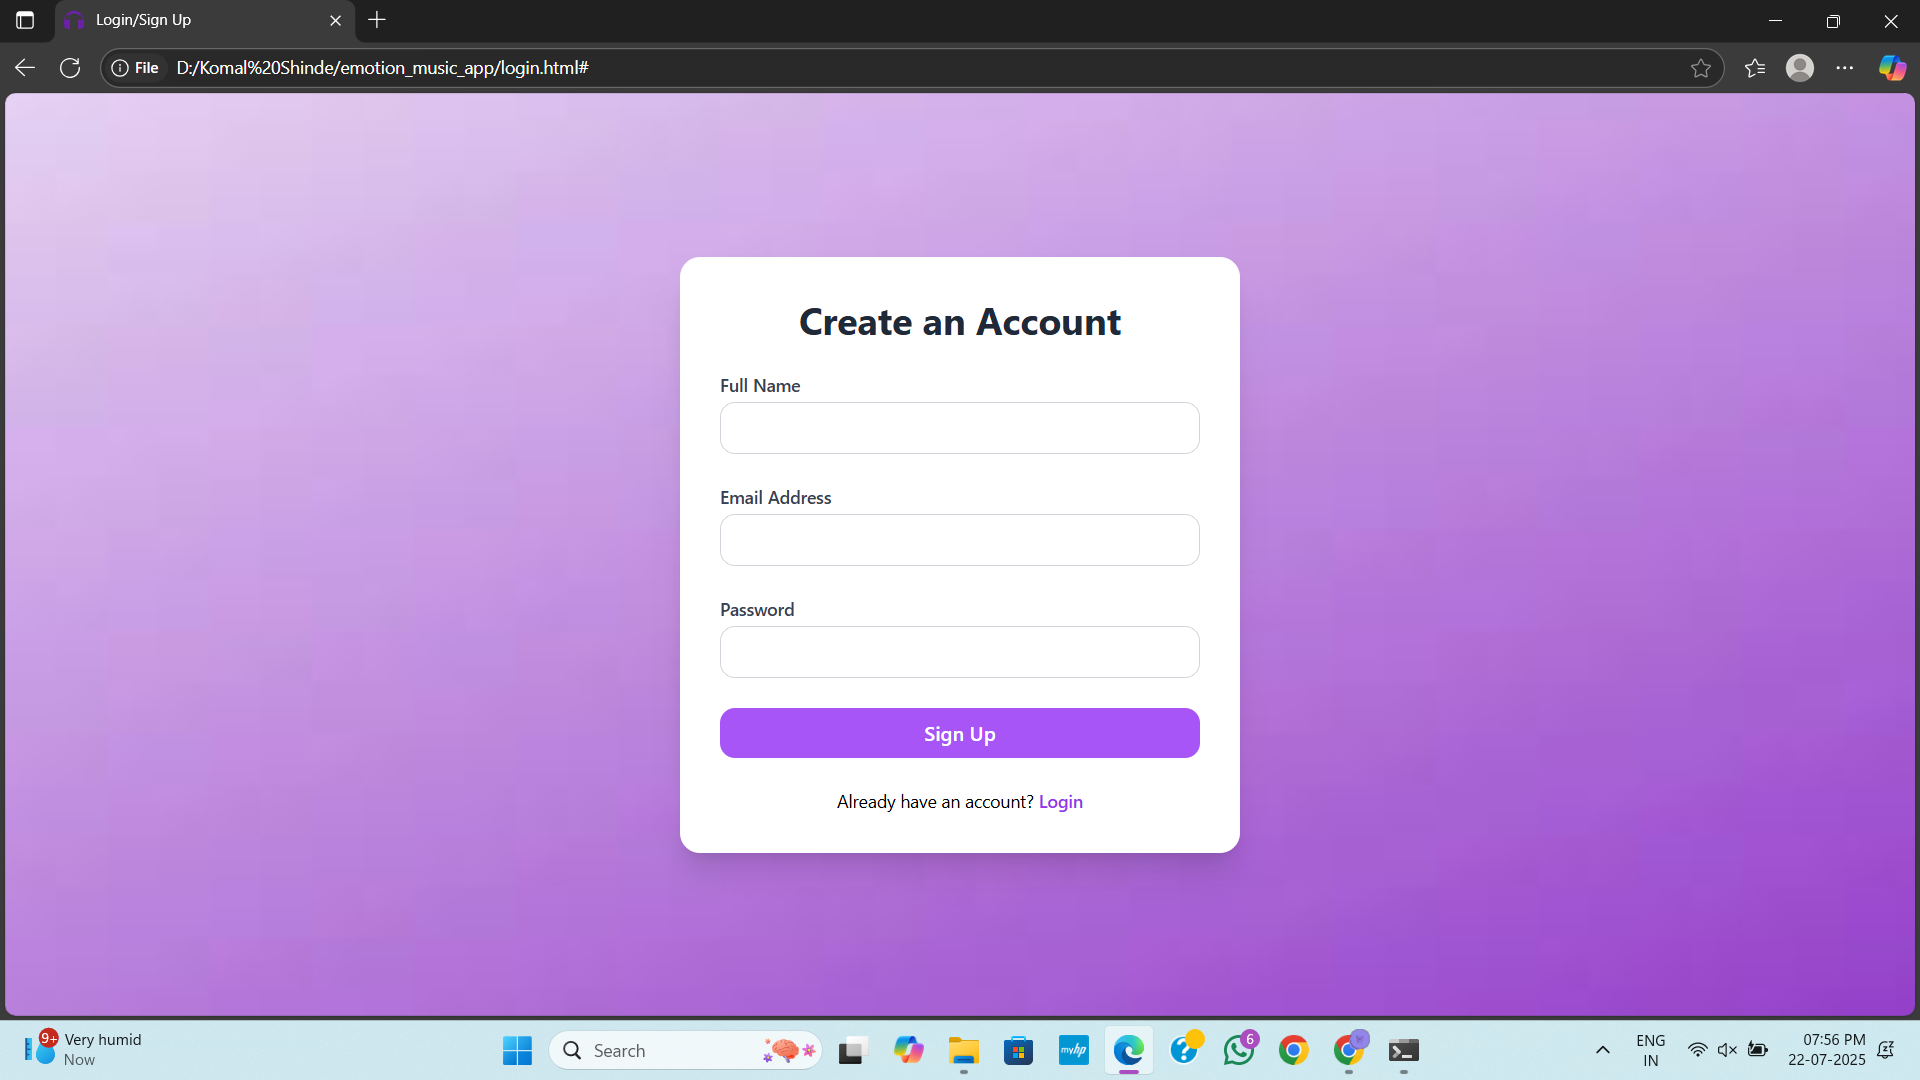 Login/Sign Up
File D:/Komal%20Shinde/emotion_music_app/login.html#
Create an Account
Full Name
Email Address
Password
Sign Up
Already have an account? Login
9+
Very humid
Now
Search
myhp
6
ENG
IN
07:56 PM
22-07-2025